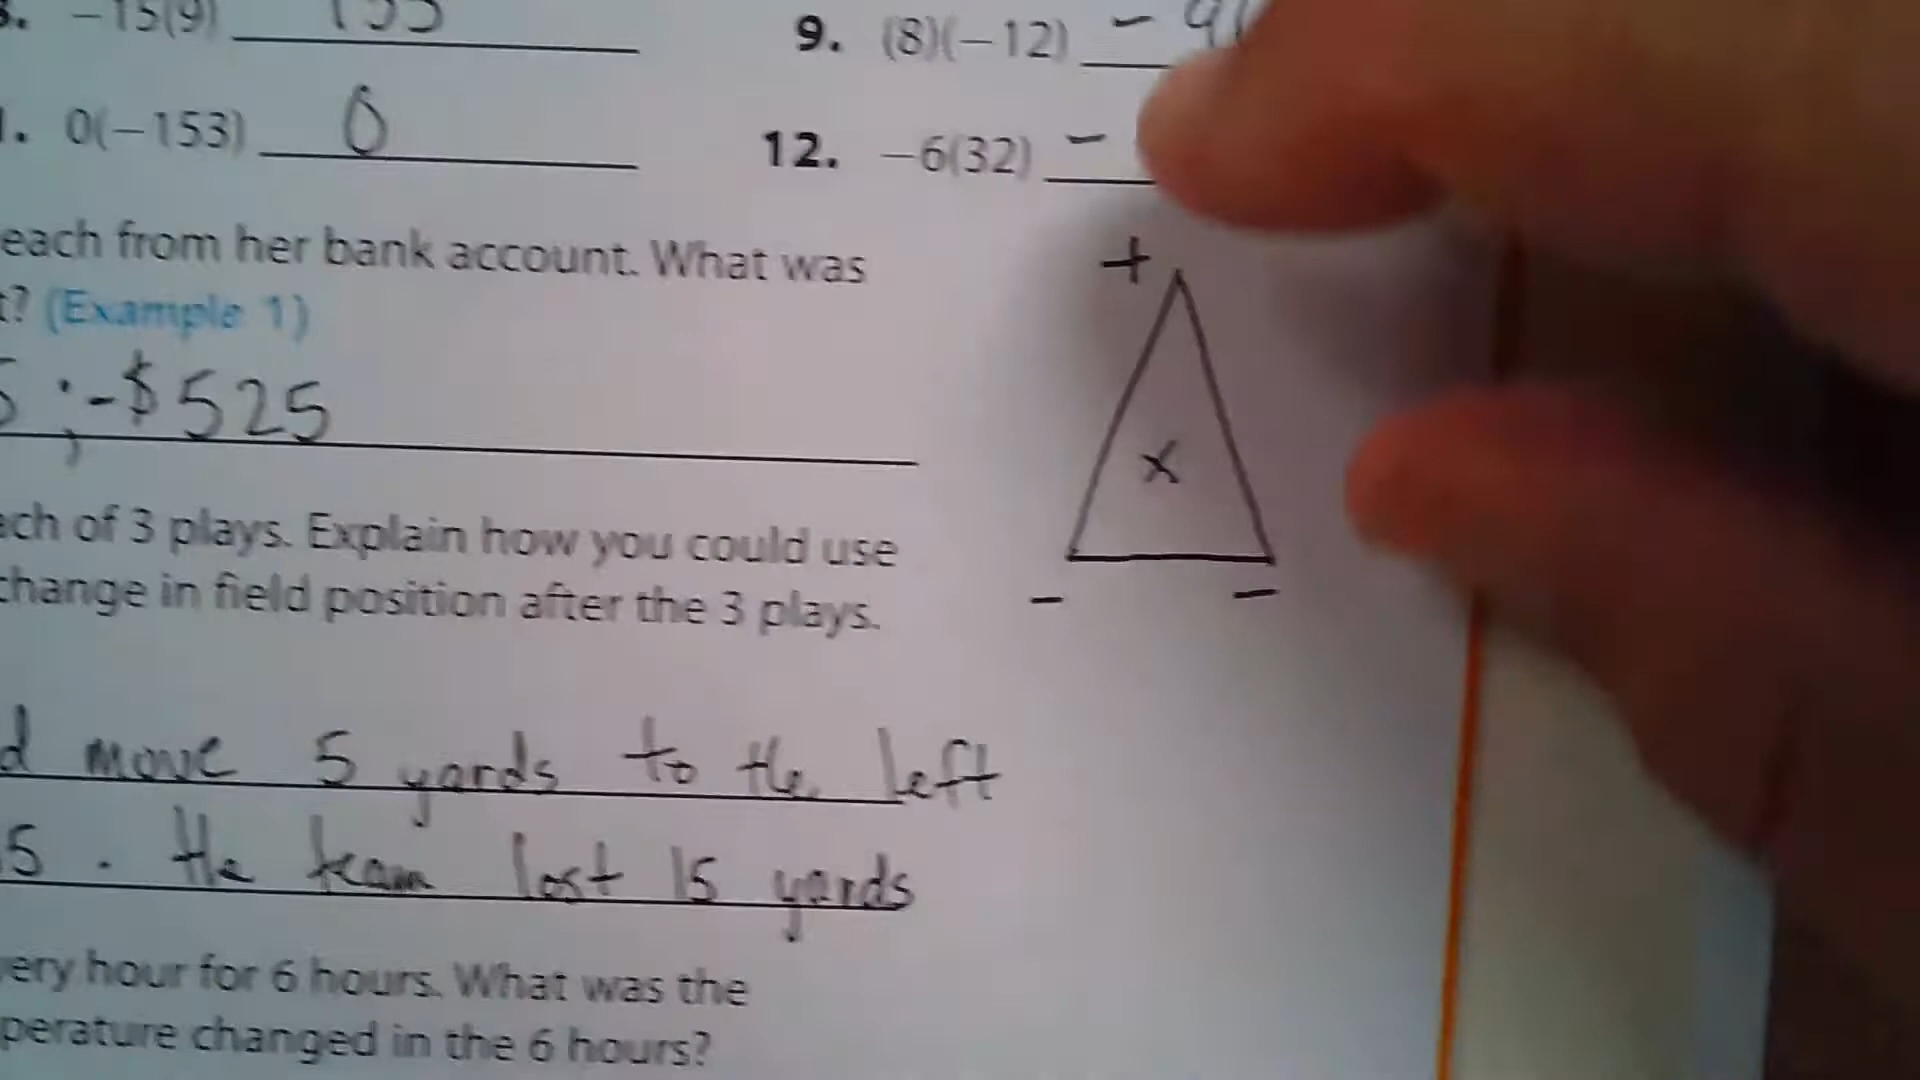 -15(9)
9. (8)(-12) -
0(-153) 0
12. -6(32) -
each from her bank account. What was
(Example 1)
+
; -$525
x
ach of 3 plays. Explain how you could use
change in field position after the 3 plays.
- -
move 5 yards to the left
5. the team lost 15 yards
ery hour for 6 hours. What was the
perature changed in the 6 hours?